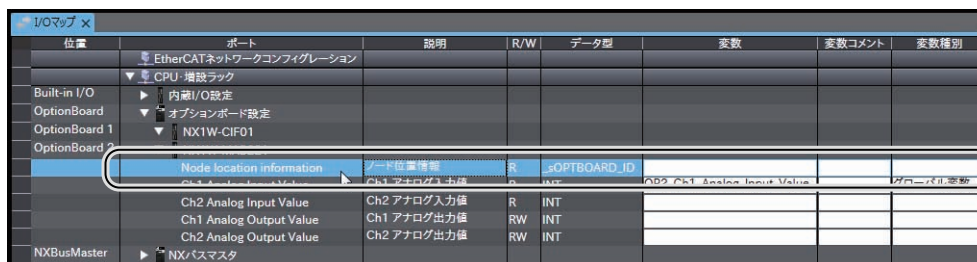 I/Oマップ ×
位置 ポート 説明 R/W データ型 変数 変数コメント 変数種別
EtherCATネットワークコンフィグレーション
▼ CPU・増設ラック
Built-in I/O ▶ 内蔵I/O設定
OptionBoard ▼ オプションボード設定
OptionBoard 1 ▼ NX1W-CIF01
OptionBoard 2
Node location information ノード位置情報 R _sOPTBOARD_ID
Ch1 Analog Input Value Ch1 アナログ入力値 R INT OP2_Ch1_Analog_Input_Value グローバル変数
Ch2 Analog Input Value Ch2 アナログ入力値 R INT
Ch1 Analog Output Value Ch1 アナログ出力値 RW INT
Ch2 Analog Output Value Ch2 アナログ出力値 RW INT
NXBusMaster ▶ NXバスマスタ